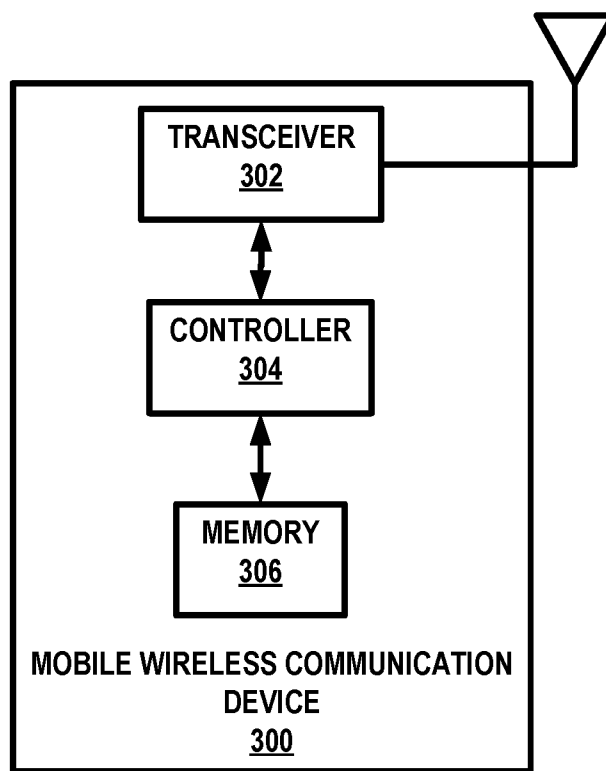 TRANSCEIVER
302
CONTROLLER
304
MEMORY
306
MOBILE WIRELESS COMMUNICATION
DEVICE
300